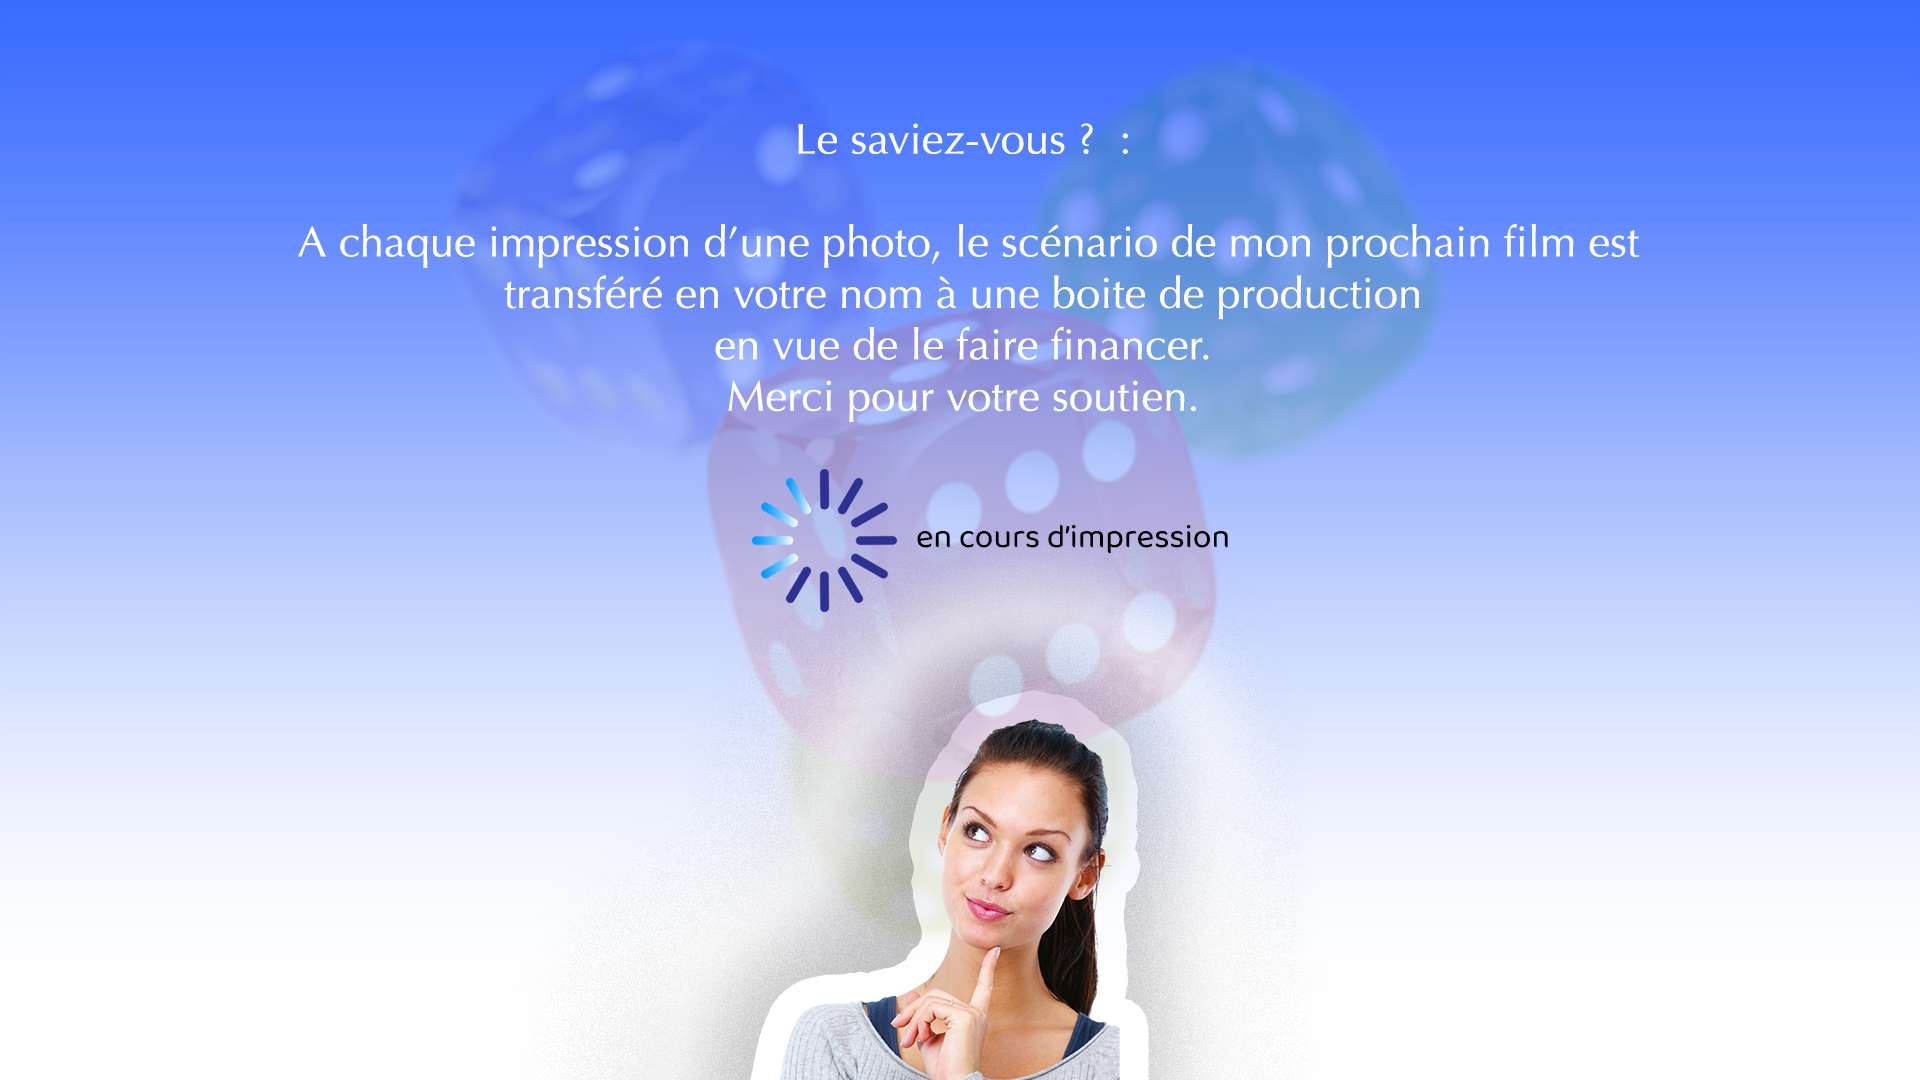 Le saviez-vous ?  :
A chaque impression d’une photo, le scénario de mon prochain film est
transféré en votre nom à une boite de production
en vue de le faire financer.
Merci pour votre soutien.
en cours d'impression